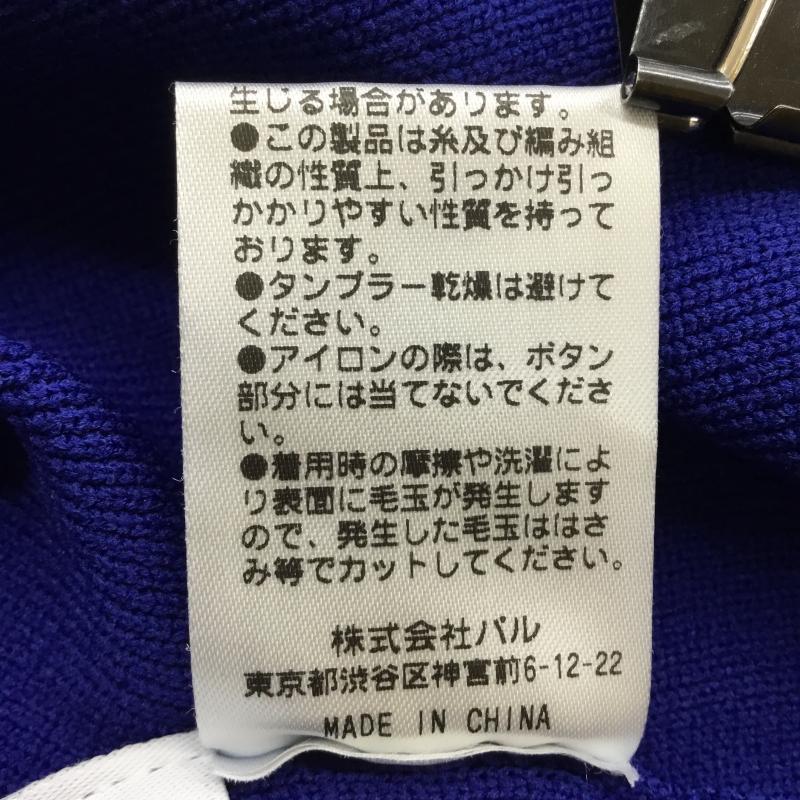 生じる場合があります。
●この製品は糸及び編み組
織の性質上、引っかけ引っ
かかりやすい性質を持って
おります。
●タンブラー乾燥は避けて
ください。
●アイロンの際は、ボタン
部分には当てないでくださ
い。
●着用時の摩擦や洗濯によ
り表面に毛玉が発生します
ので、発生した毛玉ははさ
み等でカットしてください。
株式会社パル
東京都渋谷区神宮前6-12-22
MADE IN CHINA